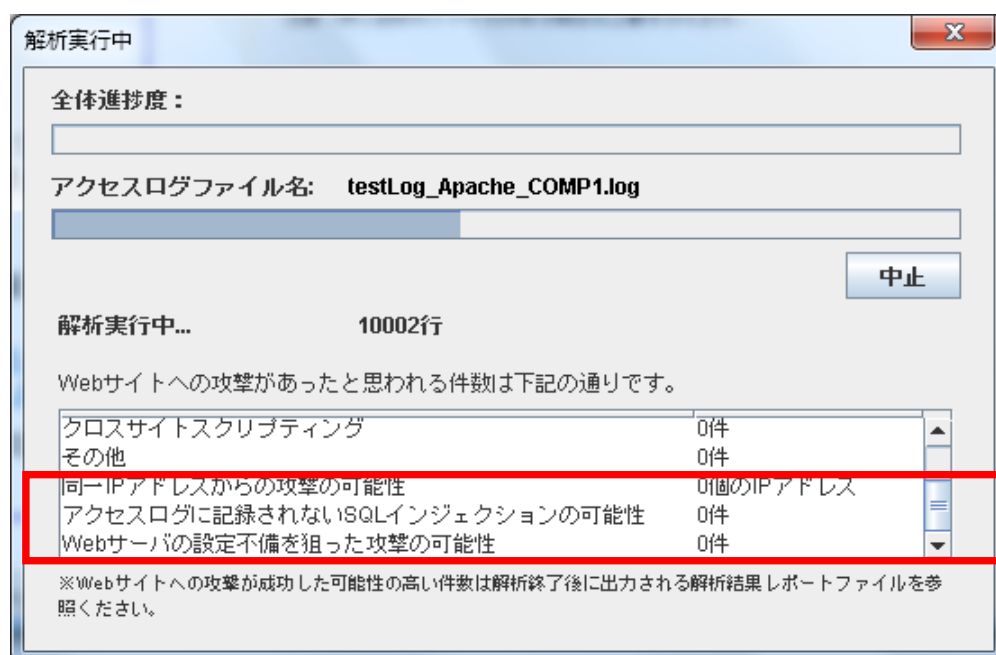 解析実行中
全体進捗度：
アクセスログファイル名: testLog_Apache_COMP1.log
中止
解析実行中... 10002行
Webサイトへの攻撃があったと思われる件数は下記の通りです。
クロスサイトスクリプティング 0件
その他 0件
同一IPアドレスからの攻撃の可能性 0個のIPアドレス
アクセスログに記録されないSQLインジェクションの可能性 0件
Webサーバの設定不備を狙った攻撃の可能性 0件
※Webサイトへの攻撃が成功した可能性の高い件数は解析終了後に出力される解析結果レポートファイルを参
照ください。